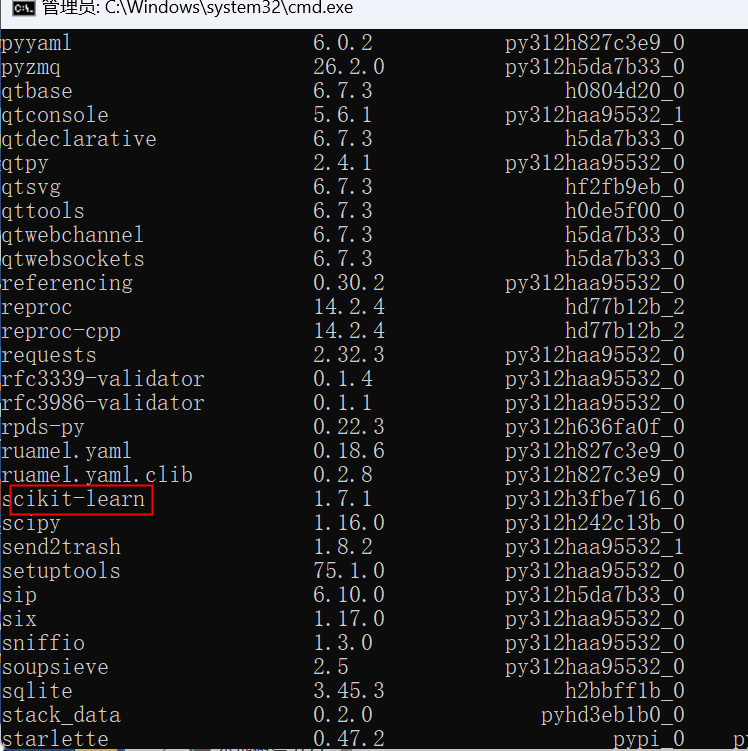 管理员: C:\Windows\system32\cmd.exe
pyyaml 6.0.2 py312h827c3e9_0
pyzmq 26.2.0 py312h5da7b33_0
qtbase 6.7.3 h0804d20_0
qtconsole 5.6.1 py312haa95532_1
qtdeclarative 6.7.3 h5da7b33_0
qtpy 2.4.1 py312haa95532_0
qtsvg 6.7.3 hf2fb9eb_0
qttools 6.7.3 h0de5f00_0
qtwebchannel 6.7.3 h5da7b33_0
qtwebsockets 6.7.3 h5da7b33_0
referencing 0.30.2 py312haa95532_0
reproc 14.2.4 hd77b12b_2
reproc-cpp 14.2.4 hd77b12b_2
requests 2.32.3 py312haa95532_0
rfc3339-validator 0.1.4 py312haa95532_0
rfc3986-validator 0.1.1 py312haa95532_0
rpds-py 0.22.3 py312h636fa0f_0
ruamel.yaml 0.18.6 py312h827c3e9_0
ruamel.yaml.clib 0.2.8 py312h827c3e9_0
scikit-learn 1.7.1 py312h3fbe716_0
scipy 1.16.0 py312h242c13b_0
send2trash 1.8.2 py312haa95532_1
setuptools 75.1.0 py312haa95532_0
sip 6.10.0 py312h5da7b33_0
six 1.17.0 py312haa95532_0
sniffio 1.3.0 py312haa95532_0
soupsieve 2.5 py312haa95532_0
sqlite 3.45.3 h2bbff1b_0
stack_data 0.2.0 pyhd3eb1b0_0
starlette 0.47.2 pypi_0 p